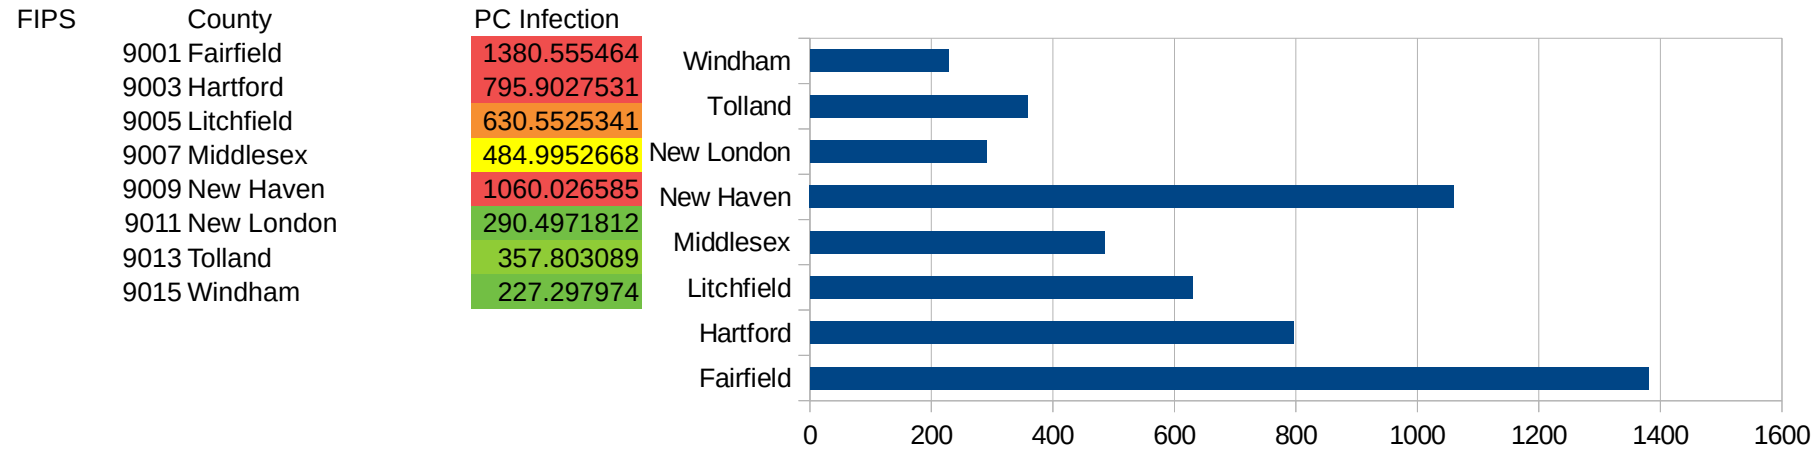 FIPS County PC Infection
9001 Fairfield 1380.555464
9003 Hartford 795.9027531
9005 Litchfield 630.5525341
9007 Middlesex 484.9952668
9009 New Haven 1060.026585
9011 New London 290.4971812
9013 Tolland 357.803089
9015 Windham 227.297974
Windham
Tolland
New London
New Haven
Middlesex
Litchfield
Hartford
Fairfield
0 200 400 600 800 1000 1200 1400 1600